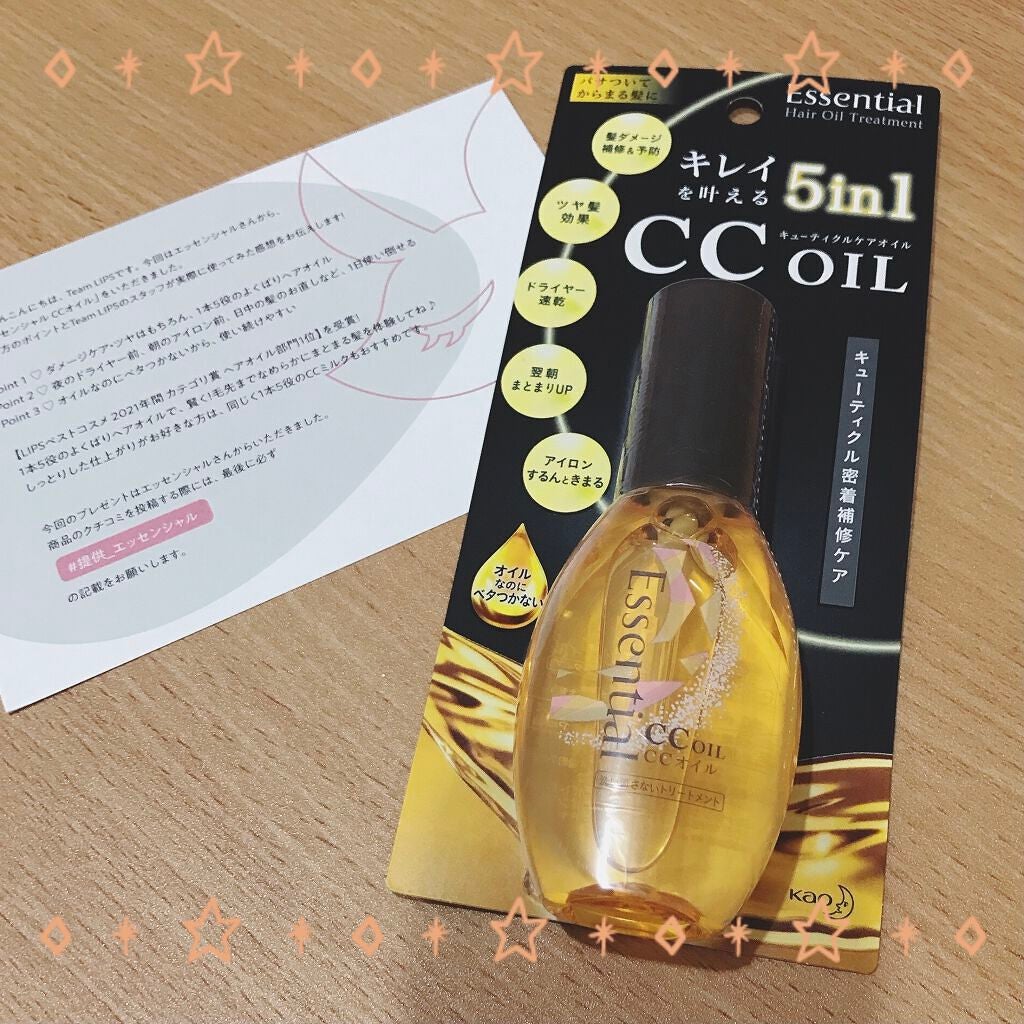 んこんにちは、Team LIPSです。今回はエッセンシャルさんから、
ッセンシャル CCオイル」をいただきました。
方のポイントとTeam LIPSのスタッフが実際に使ってみた感想をお伝えします!
Point 1 ♡ ダメージケア・ツヤはもちろん、1本5役のよくばりヘアオイル
Point 2 ♡ 夜のドライヤー前、朝のアイロン前、日中の髪のお直しなど、1日使い倒せる
Point 3 ♡ オイルなのにベタつかないから、使い続けやすい
【LIPSベストコスメ 2021年間 カテゴリ賞 ヘアオイル部門1位】を受賞!
1本5役のよくばりヘアオイルで、賢く!毛先までなめらかにまとまる髪を体験してね♪
しっとりした仕上がりがお好きな方は、同じく1本5役のCCミルクもおすすめです
今回のプレゼントはエッセンシャルさんからいただきました。
商品のクチコミを投稿する際には、最後に必ず
#提供_エッセンシャル
の記載をお願いします。
パサついて
からまる髪に
Essential
Hair Oil Treatment
髪ダメージ
補修&予防
キレイ
を叶える
5in1
ツヤ髪
効果
キューティクルケアオイル
CC OIL
ドライヤー
速乾
翌朝
まとまりUP
アイロン
するんときまる
キューティクル密着補修ケア
オイル
なのに
ベタつかない
Essential
CC OIL
CCオイル
さないトリートメント
Kao